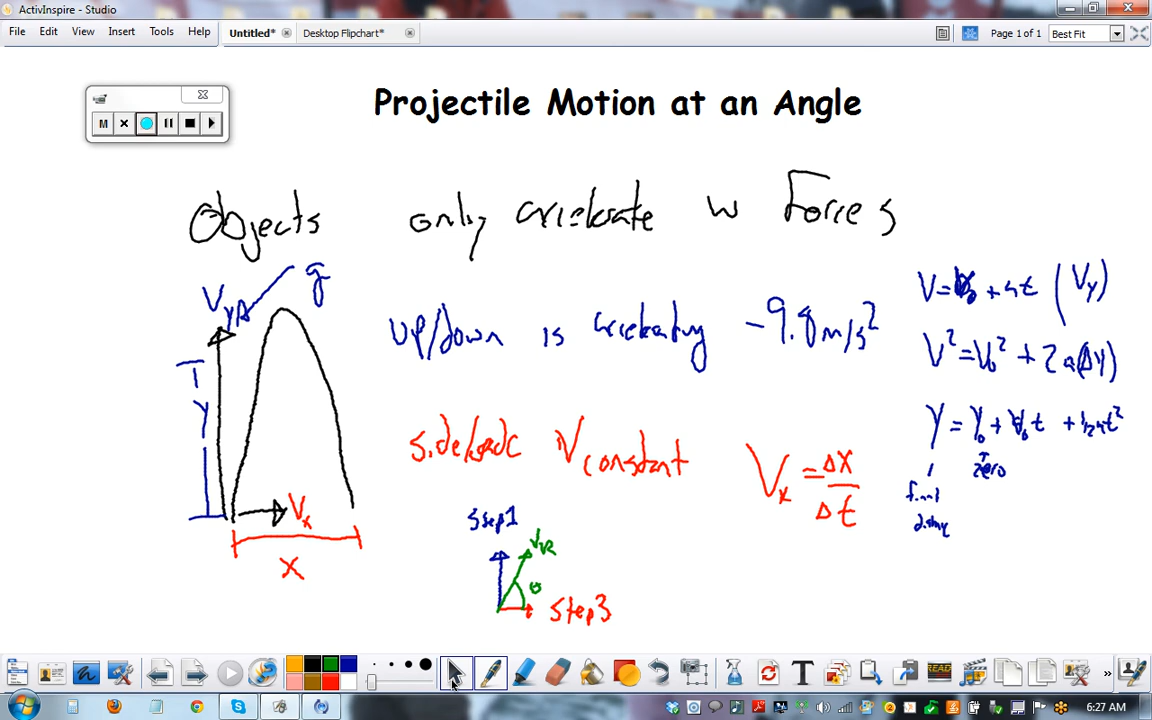 ActivInspire - Studio
File Edit View Insert Tools Help
Untitled* Desktop Flipchart*
Page 1 of 1 Best Fit
M
Projectile Motion at an Angle
Objects only accelerate w Forces
Vy g
Up/down is accelerating -9.8 m/s²
y
Vx
x
V constant
Vx = Δx/Δt
V = V₀ + at (Vy)
V² = V₀² + 2a(Δy)
y = y₀ + V₀t + 1/2at²
zero
Step1
VR
θ
Step3
6:27 AM